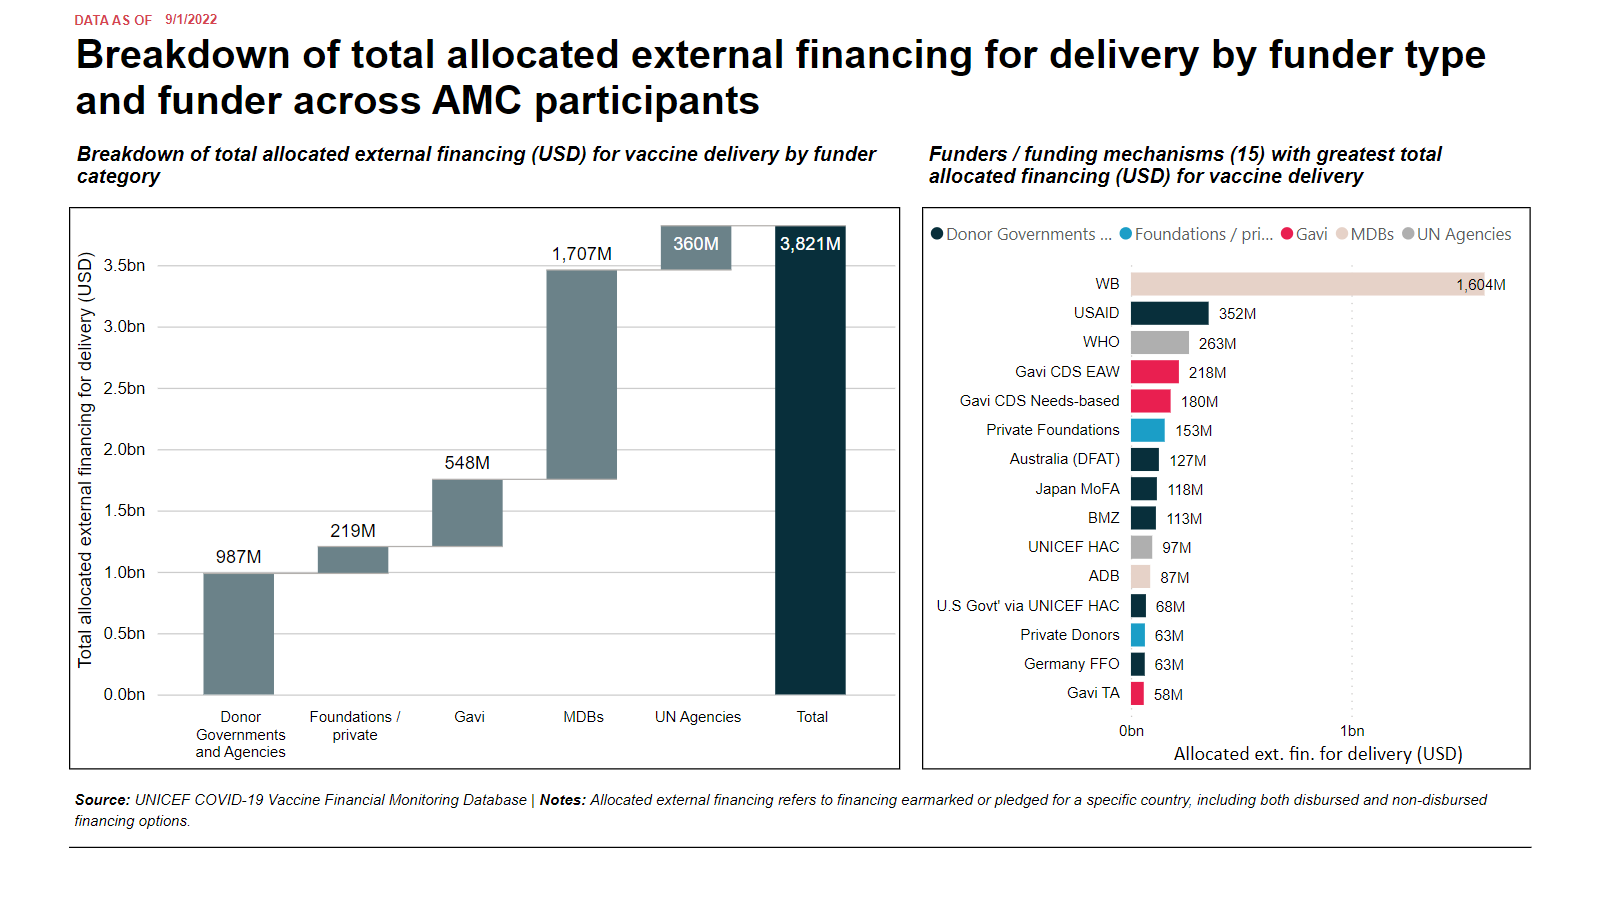 DATA AS OF 9/1/2022
Breakdown of total allocated external financing for delivery by funder type
and funder across AMC participants
Breakdown of total allocated external financing (USD) for vaccine delivery by funder
category
Total allocated external financing for delivery (USD)
3.5bn
3.0bn
2.5bn
2.0bn
1.5bn
1.0bn
0.5bn
0.0bn
987M
219M
548M
1,707M
360M
3,821M
Donor
Governments
and Agencies
Foundations /
private
Gavi
MDBs
UN Agencies
Total
Funders / funding mechanisms (15) with greatest total
allocated financing (USD) for vaccine delivery
Donor Governments ... Foundations / pri... Gavi MDBs UN Agencies
WB 1,604M
USAID 352M
WHO 263M
Gavi CDS EAW 218M
Gavi CDS Needs-based 180M
Private Foundations 153M
Australia (DFAT) 127M
Japan MoFA 118M
BMZ 113M
UNICEF HAC 97M
ADB 87M
U.S Govt' via UNICEF HAC 68M
Private Donors 63M
Germany FFO 63M
Gavi TA 58M
0bn 1bn
Allocated ext. fin. for delivery (USD)
Source: UNICEF COVID-19 Vaccine Financial Monitoring Database | Notes: Allocated external financing refers to financing earmarked or pledged for a specific country, including both disbursed and non-disbursed
financing options.